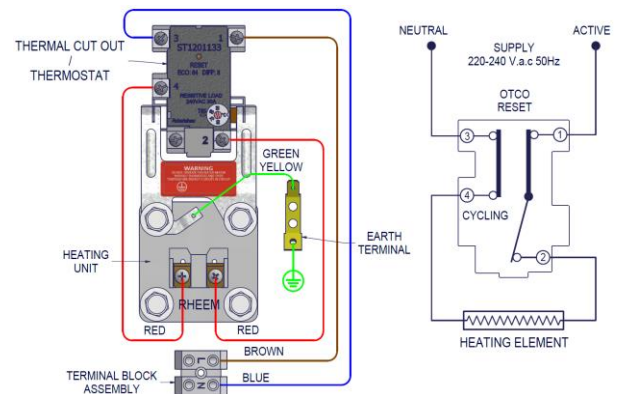 THERMAL CUT OUT
/
THERMOSTAT
3
1
ST1201133
RESET
4
2
WARNING
GREEN
YELLOW
EARTH
TERMINAL
HEATING
UNIT
RHEEM
RED
RED
BROWN
BLUE
L
N
TERMINAL BLOCK
ASSEMBLY
NEUTRAL
ACTIVE
SUPPLY
220-240 V.a.c 50Hz
OTCO
RESET
3
1
4
CYCLING
2
HEATING ELEMENT